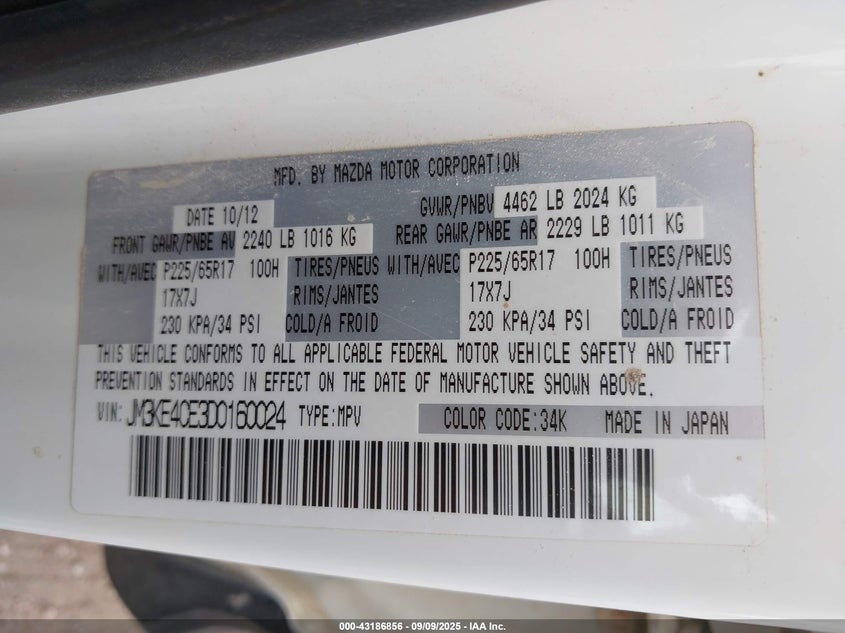 MFD. BY MAZDA MOTOR CORPORATION
DATE 10/12 GVWR/PNBV 4462 LB 2024 KG
FRONT GAWR/PNBE AV 2240 LB 1016 KG REAR GAWR/PNBE AR 2229 LB 1011 KG
WITH/AVEC P225/65R17 100H TIRES/PNEUS WITH/AVEC P225/65R17 100H TIRES/PNEUS
17X7J RIMS/JANTES 17X7J RIMS/JANTES
230 KPA/34 PSI COLD/A FROID 230 KPA/34 PSI COLD/A FROID
THIS VEHICLE CONFORMS TO ALL APPLICABLE FEDERAL MOTOR VEHICLE SAFETY AND THEFT
PREVENTION STANDARDS IN EFFECT ON THE DATE OF MANUFACTURE SHOWN ABOVE.
VIN: JM3KE4CE3D0160024 TYPE:MPV COLOR CODE:34K MADE IN JAPAN
000-43186856 - 09/09/2025 - IAA Inc.